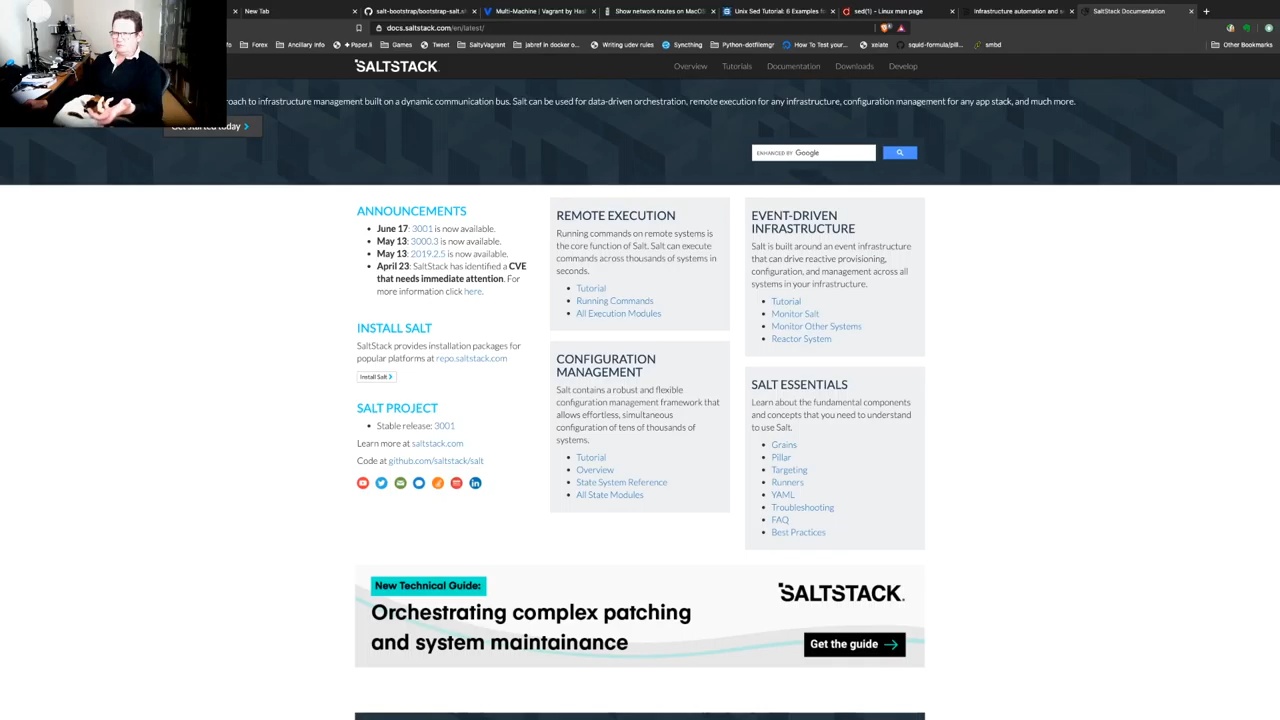 New Tab
salt-bootstrap/bootstrap-salt.sh
Multi-Machine | Vagrant by Hash
Show network routes on MacOS
Unix Sed Tutorial: 6 Examples fo
sed(1) - Linux man page
Infrastructure automation and se
SaltStack Documentation
docs.saltstack.com/en/latest/
Forex
Ancillary Info
+ Paper.li
Games
Tweet
SaltyVagrant
jabref in docker o...
Writing udev rules
Syncthing
Python-dotfilemgr
How To Test your...
xelate
squid-formula/pill...
smbd
Other Bookmarks
SALTSTACK.
Overview
Tutorials
Documentation
Downloads
Develop
oach to infrastructure management built on a dynamic communication bus. Salt can be used for data-driven orchestration, remote execution for any infrastructure, configuration management for any app stack, and much more.
Get started today
ENHANCED BY Google
ANNOUNCEMENTS
June 17: 3001 is now available.
May 13: 3000.3 is now available.
May 13: 2019.2.5 is now available.
April 23: SaltStack has identified a CVE
that needs immediate attention. For
more information click here.
INSTALL SALT
SaltStack provides installation packages for
popular platforms at repo.saltstack.com
Install Salt
SALT PROJECT
Stable release: 3001
Learn more at saltstack.com
Code at github.com/saltstack/salt
REMOTE EXECUTION
Running commands on remote systems is
the core function of Salt. Salt can execute
commands across thousands of systems in
seconds.
Tutorial
Running Commands
All Execution Modules
CONFIGURATION
MANAGEMENT
Salt contains a robust and flexible
configuration management framework that
allows effortless, simultaneous
configuration of tens of thousands of
systems.
Tutorial
Overview
State System Reference
All State Modules
EVENT-DRIVEN
INFRASTRUCTURE
Salt is built around an event infrastructure
that can drive reactive provisioning,
configuration, and management across all
systems in your infrastructure.
Tutorial
Monitor Salt
Monitor Other Systems
Reactor System
SALT ESSENTIALS
Learn about the fundamental components
and concepts that you need to understand
to use Salt.
Grains
Pillar
Targeting
Runners
YAML
Troubleshooting
FAQ
Best Practices
New Technical Guide:
Orchestrating complex patching
and system maintainance
SALTSTACK.
Get the guide